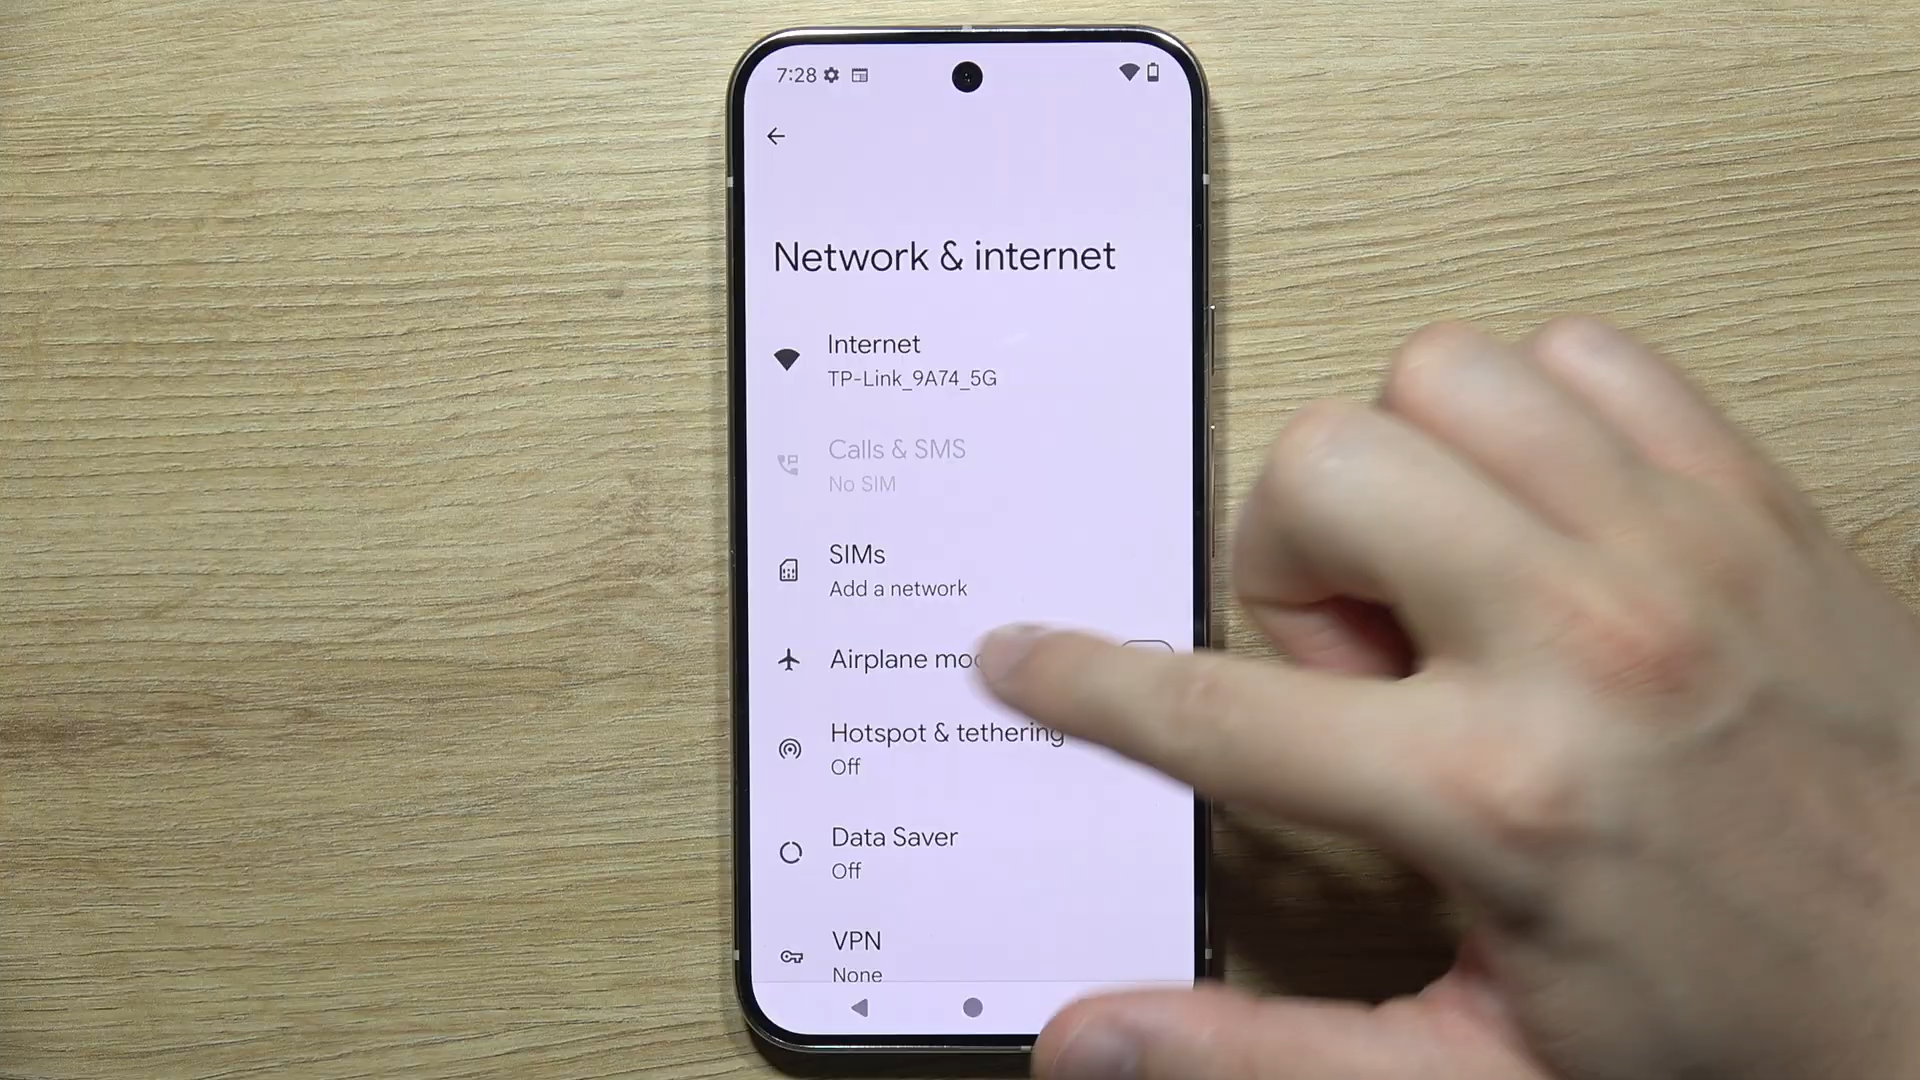 7:28
Network & internet
Internet
TP-Link_9A74_5G
Calls & SMS
No SIM
SIMs
Add a network
Airplane
Hotspot & tethering
Off
Data Saver
Off
VPN
None